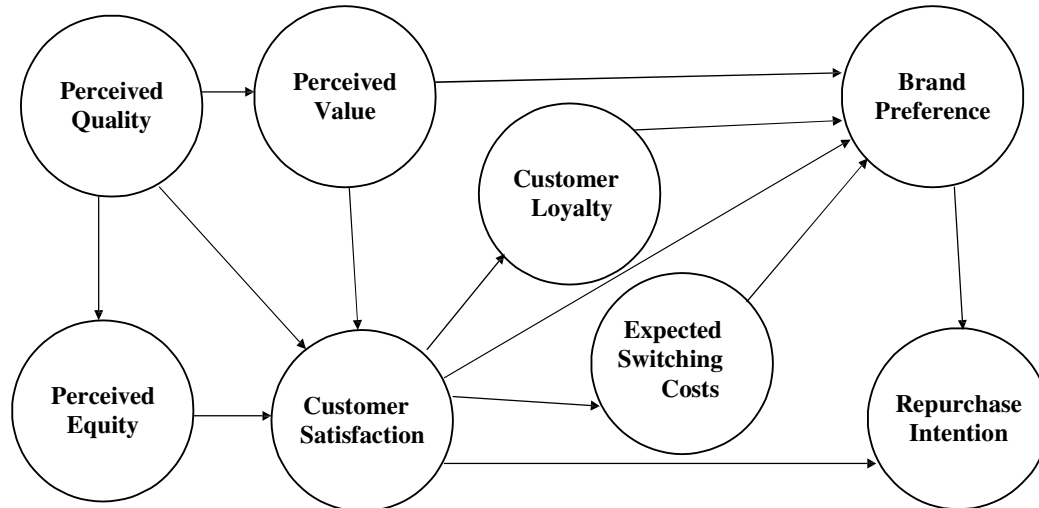 Perceived
Quality
Perceived
Value
Brand
Preference
Customer
Loyalty
Expected
Switching
Costs
Perceived
Equity
Customer
Satisfaction
Repurchase
Intention